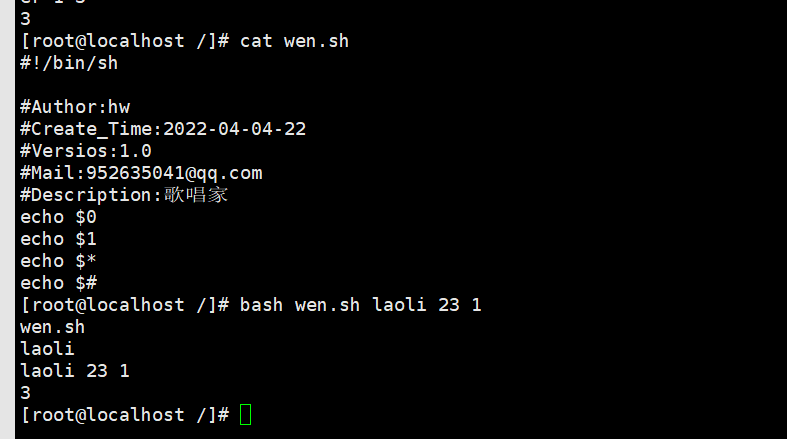 3
[root@localhost /]# cat wen.sh
#!/bin/sh
#Author:hw
#Create_Time:2022-04-04-22
#Versios:1.0
#Mail:952635041@qq.com
#Description:歌唱家
echo $0
echo $1
echo $*
echo $#
[root@localhost /]# bash wen.sh laoli 23 1
wen.sh
laoli
laoli 23 1
3
[root@localhost /]#